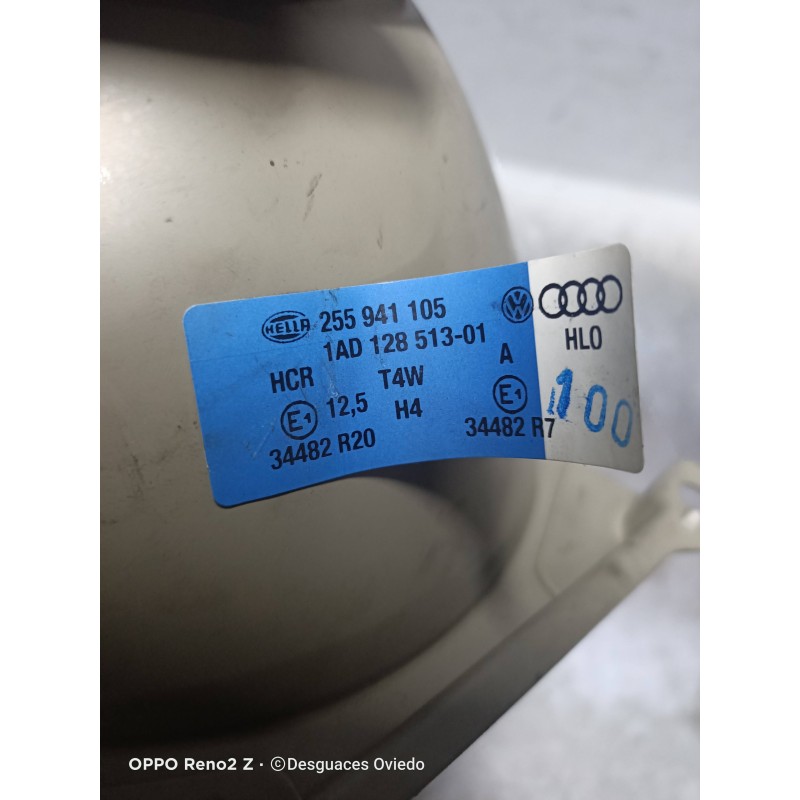 HELLA 255 941 105
1AD 128 513-01
HCR T4W A
E1 12,5 H4 E1
34482 R20 34482 R7
VW
HLO
100
OPPO Reno2 Z · ©Desguaces Oviedo